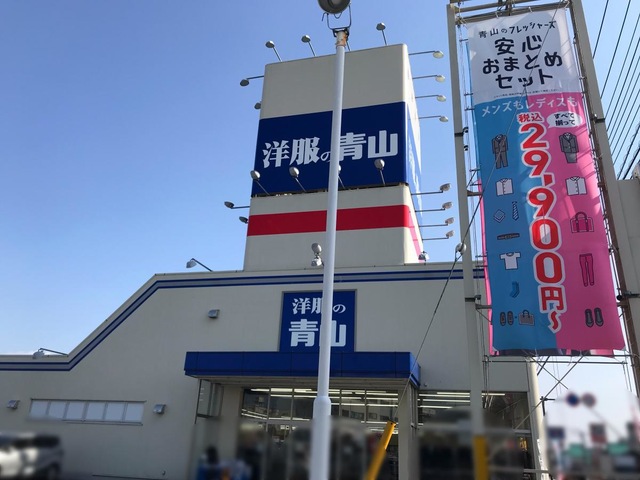 洋服の青山
洋服の
青山
青山のフレッシャーズ
安心
おまとめ
セット
メンズもレディスも
税込
すべて
揃って
29,900円~